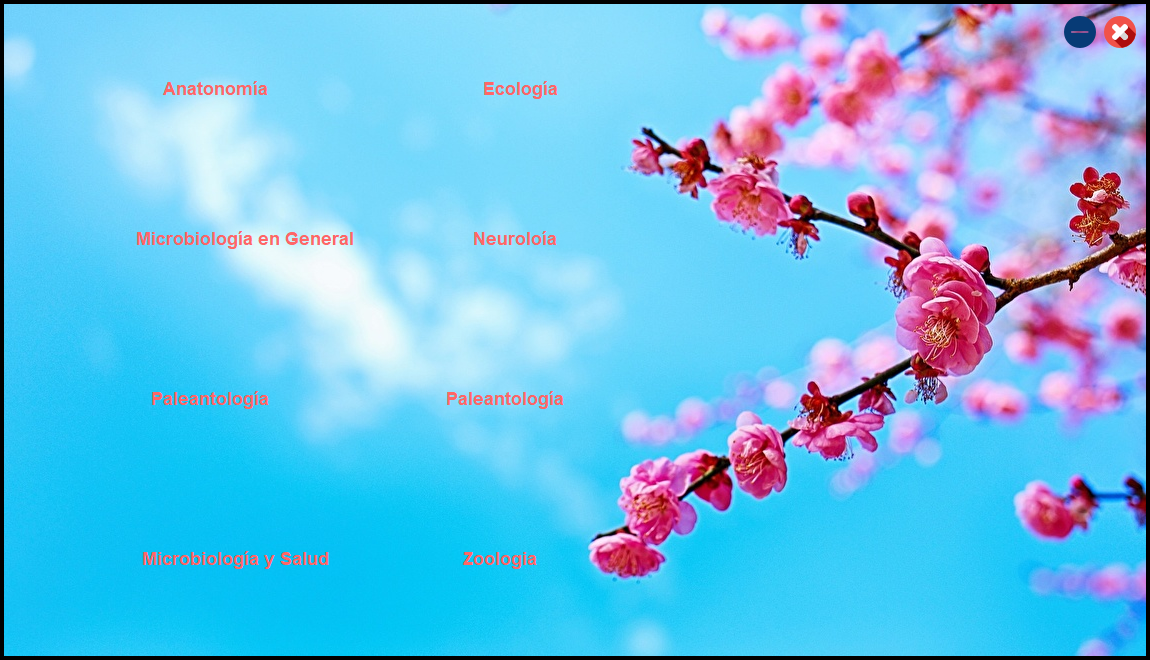 Anatonomía
Ecología
Microbiología en General
Neuroloía
Paleantología
Paleantología
Microbiología y Salud
Zoología